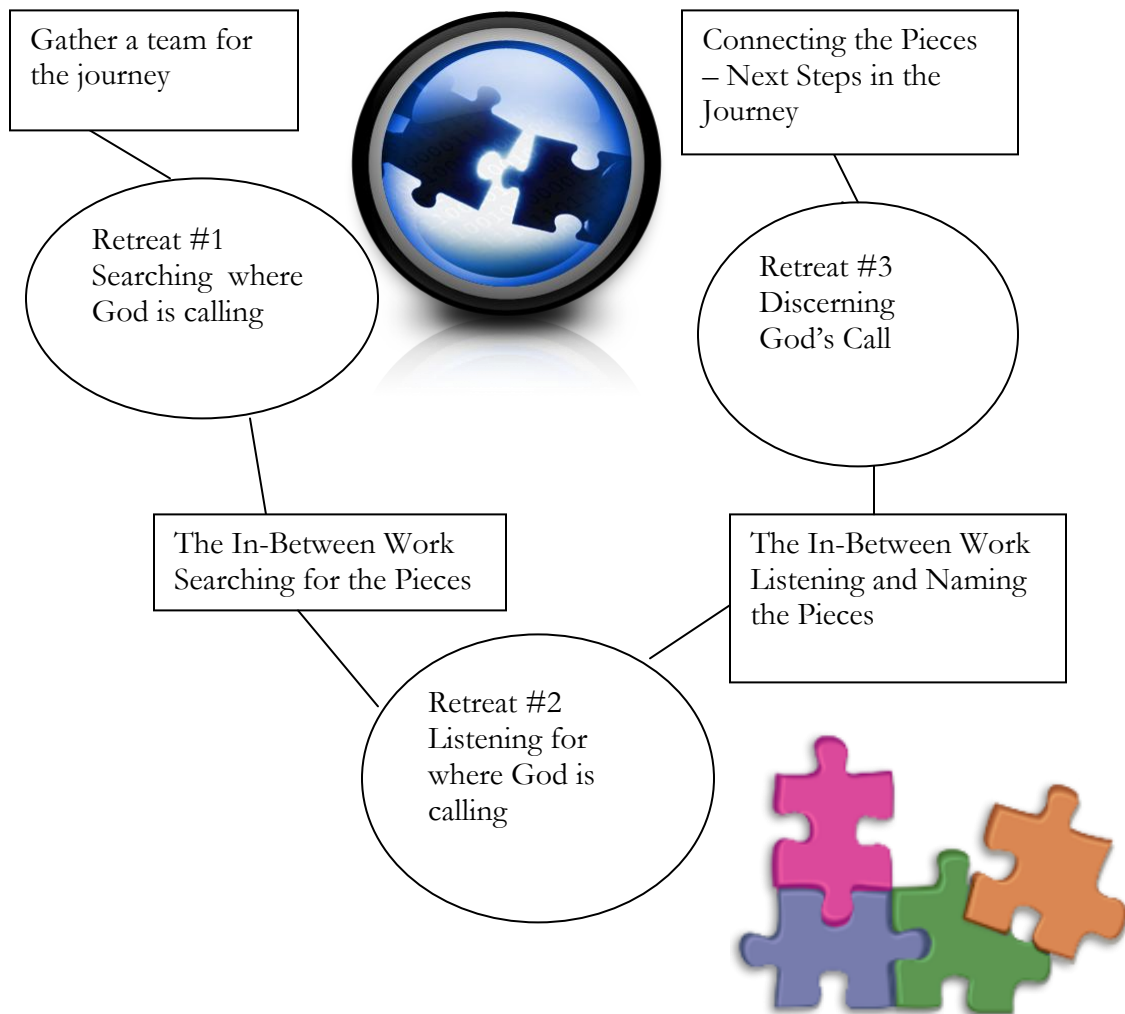 Gather a team for
the journey
Retreat #1
Searching where
God is calling
The In-Between Work
Searching for the Pieces
Retreat #2
Listening for
where God is
calling
The In-Between Work
Listening and Naming
the Pieces
Retreat #3
Discerning
God’s Call
Connecting the Pieces
– Next Steps in the
Journey